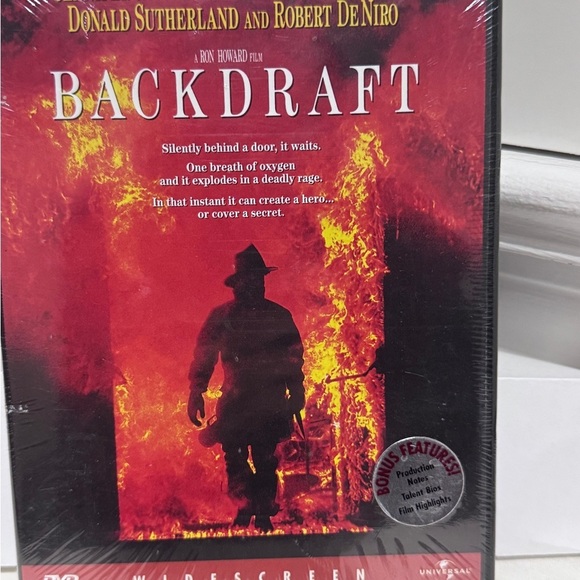 DONALD SUTHERLAND AND ROBERT DE NIRO
A RON HOWARD FILM
BACKDRAFT
Silently behind a door, it waits.
One breath of oxygen
and it explodes in a deadly rage.
In that instant it can create a hero...
or cover a secret.
BONUS FEATURES!
Production
Notes
Talent Bios
Film Highlights
WIDESCREEN
UNIVERSAL